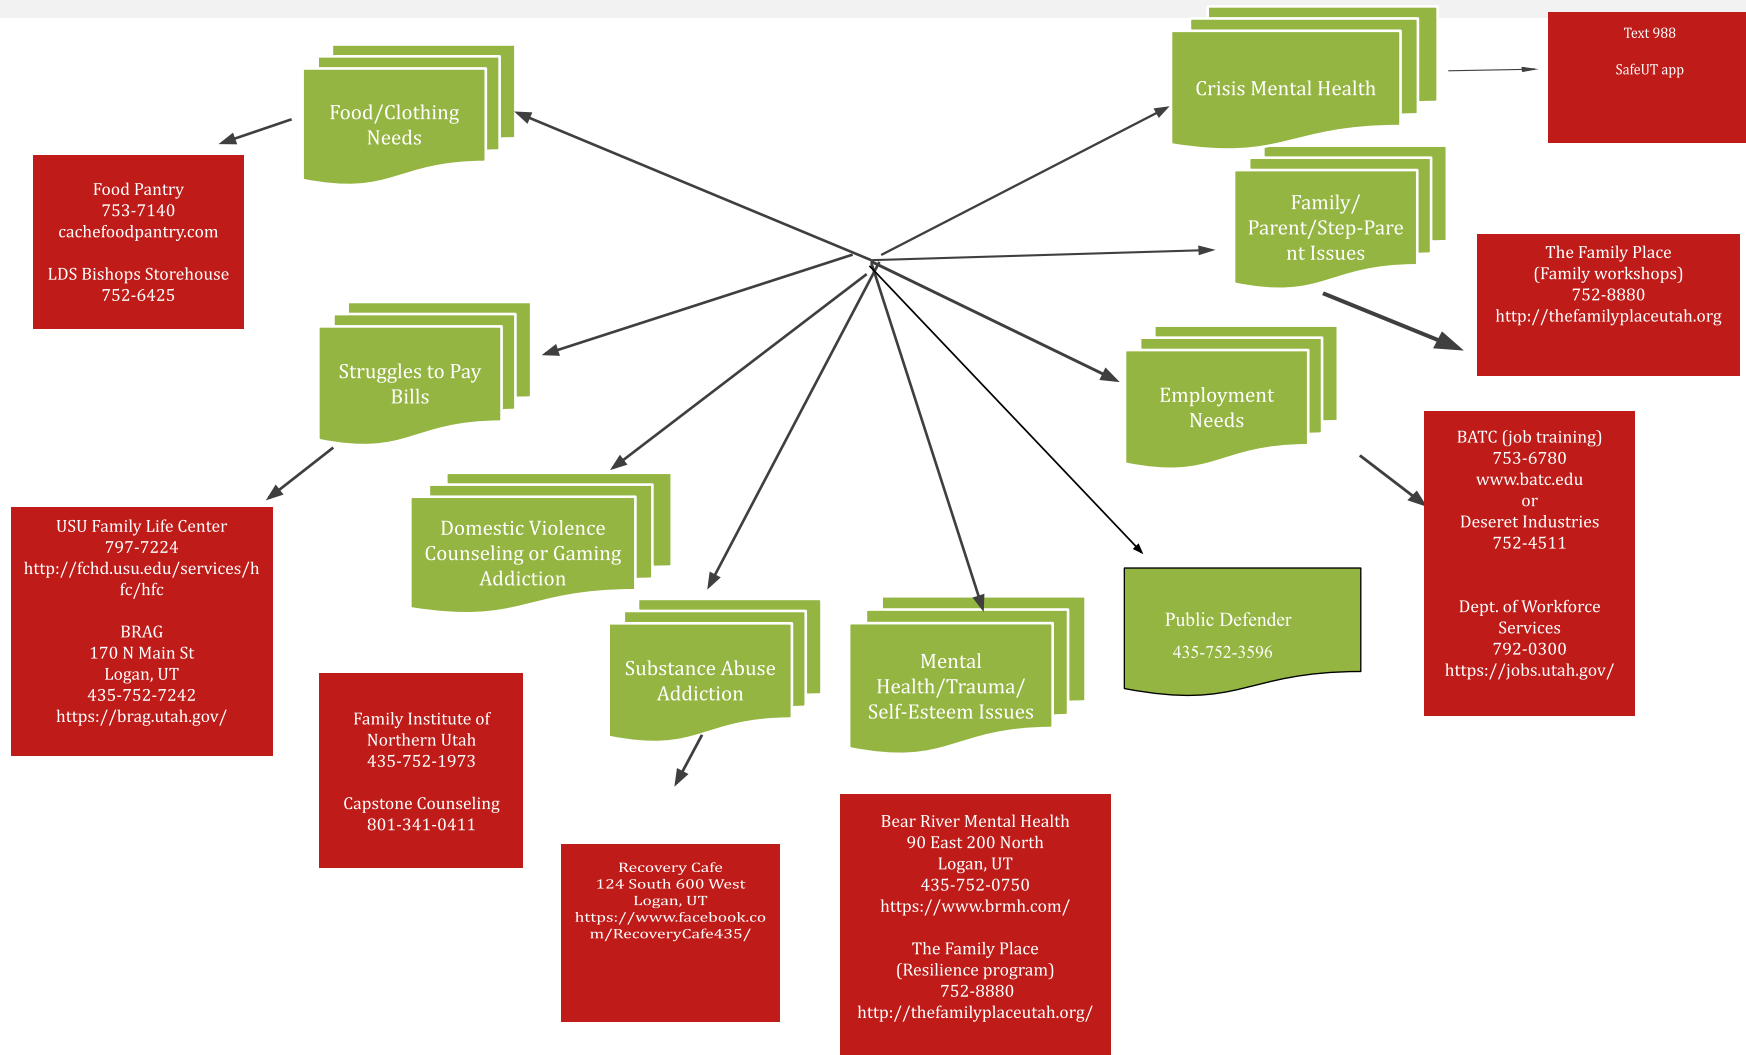 Food/Clothing
Needs
Food Pantry
753-7140
cachefoodpantry.com
LDS Bishops Storehouse
752-6425
Crisis Mental Health
Text 988
SafeUT app
Family/
Parent/Step-Pare
nt Issues
The Family Place
(Family workshops)
752-8880
http://thefamilyplaceutah.org
Struggles to Pay
Bills
USU Family Life Center
797-7224
http://fchd.usu.edu/services/h
fc/hfc
BRAG
170 N Main St
Logan, UT
435-752-7242
https://brag.utah.gov/
Employment
Needs
BATC (job training)
753-6780
www.batc.edu
or
Deseret Industries
752-4511
Dept. of Workforce
Services
792-0300
https://jobs.utah.gov/
Domestic Violence
Counseling or Gaming
Addiction
Family Institute of
Northern Utah
435-752-1973
Capstone Counseling
801-341-0411
Substance Abuse
Addiction
Recovery Cafe
124 South 600 West
Logan, UT
https://www.facebook.co
m/RecoveryCafe435/
Mental
Health/Trauma/
Self-Esteem Issues
Bear River Mental Health
90 East 200 North
Logan, UT
435-752-0750
https://www.brmh.com/
The Family Place
(Resilience program)
752-8880
http://thefamilyplaceutah.org/
Public Defender
435-752-3596